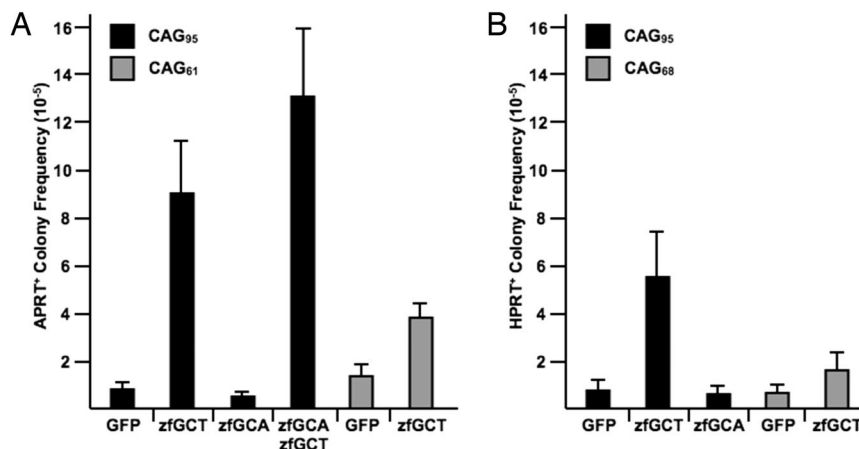 A
CAG95
CAG61
APRT+ Colony Frequency (10-5)
16
14
12
10
8
6
4
2
GFP zfGCT zfGCA zfGCA GFP zfGCT
zfGCT
B
CAG95
CAG68
HPRT+ Colony Frequency (10-5)
16
14
12
10
8
6
4
2
GFP zfGCT zfGCA GFP zfGCT